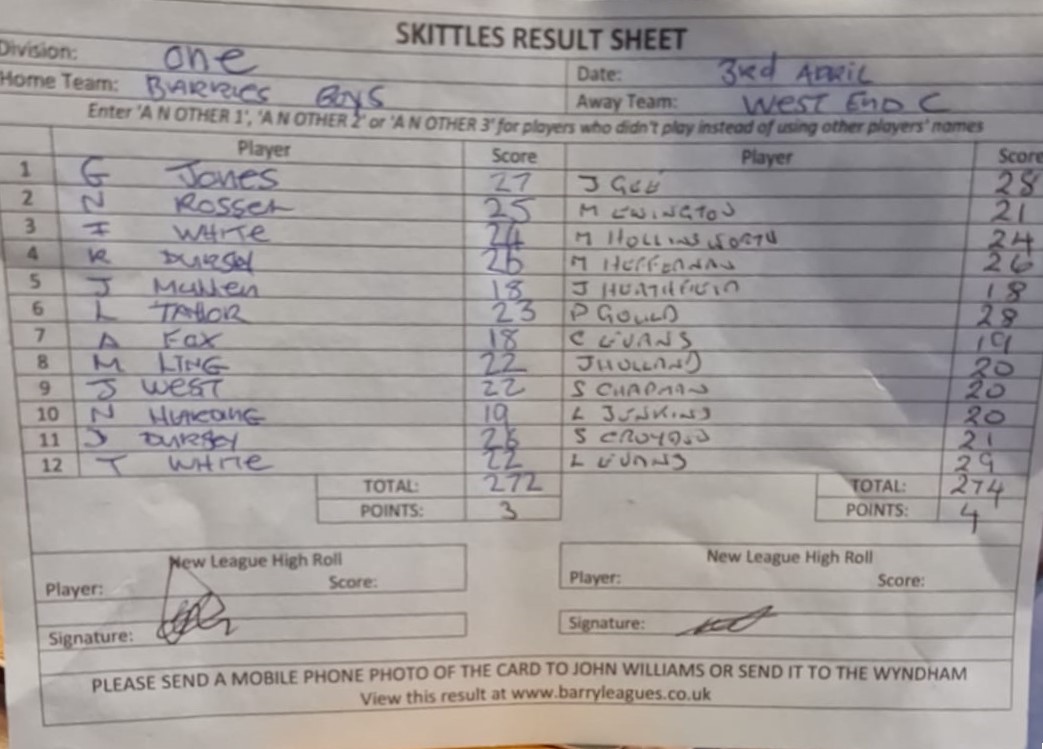 SKITTLES RESULT SHEET
Division: one Date: 3rd APRIL
Home Team: BARRIES BOYS Away Team: WEST END C
Enter 'A N OTHER 1', 'A N OTHER 2' or 'A N OTHER 3' for players who didn't play instead of using other players' names
Player Score Player Score
1 G Jones 27 J GEE 28
2 N ROSSER 25 M LEWINGTON 21
3 I WHITE 24 M HOLLINSWORTH 24
4 K DURSEY 26 M HEFFERNAN 26
5 J Mullen 18 J HEATHFIELD 18
6 L TAYLOR 23 P GOULD 28
7 A FOX 18 C EVANS 19
8 M LING 22 J HOLLAND 20
9 J WEST 22 S CHAPMAN 20
10 N 19 L JENKINS 20
11 J DURSEY 26 S CROYDON 21
12 T WHITE 22 L EVANS 29
TOTAL: 272 TOTAL: 274
POINTS: 3 POINTS: 4
New League High Roll New League High Roll
Player: Score: Player: Score:
Signature: Signature:
PLEASE SEND A MOBILE PHONE PHOTO OF THE CARD TO JOHN WILLIAMS OR SEND IT TO THE WYNDHAM
View this result at www.barryleagues.co.uk